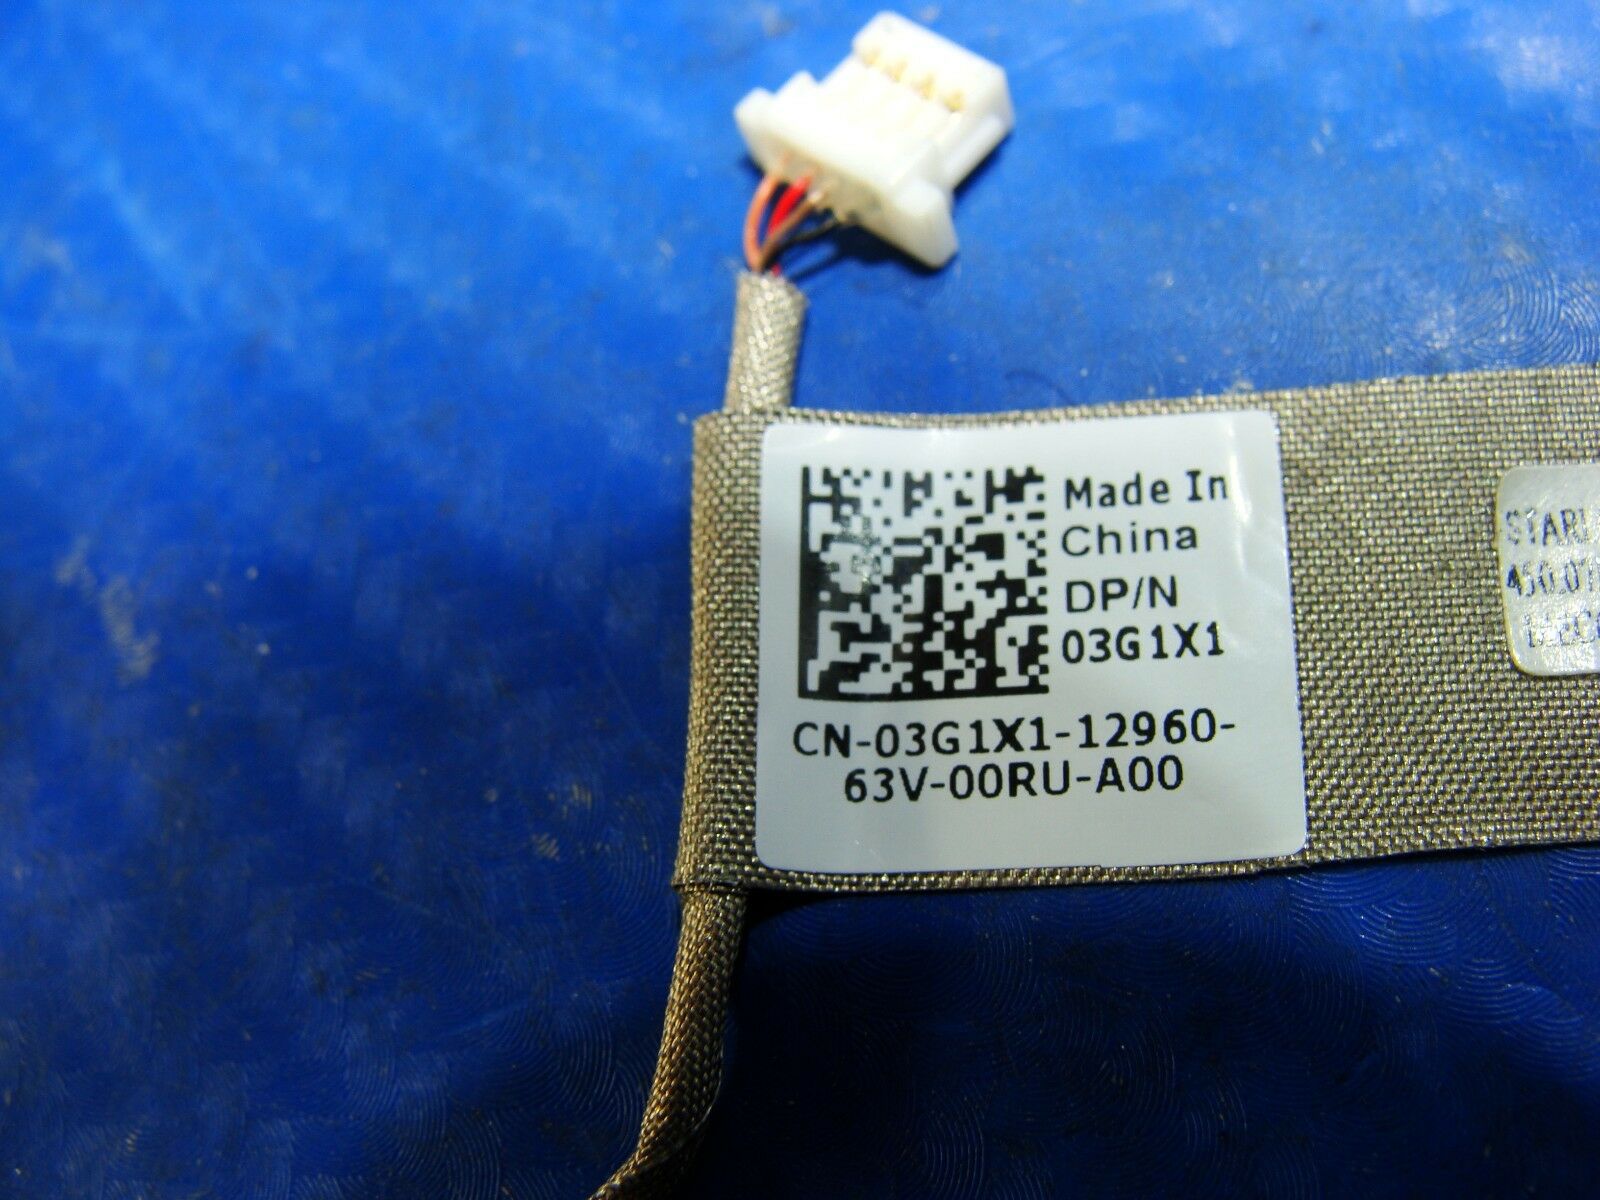 Made In
China
DP/N
03G1X1
CN-03G1X1-12960-
63V-00RU-A00